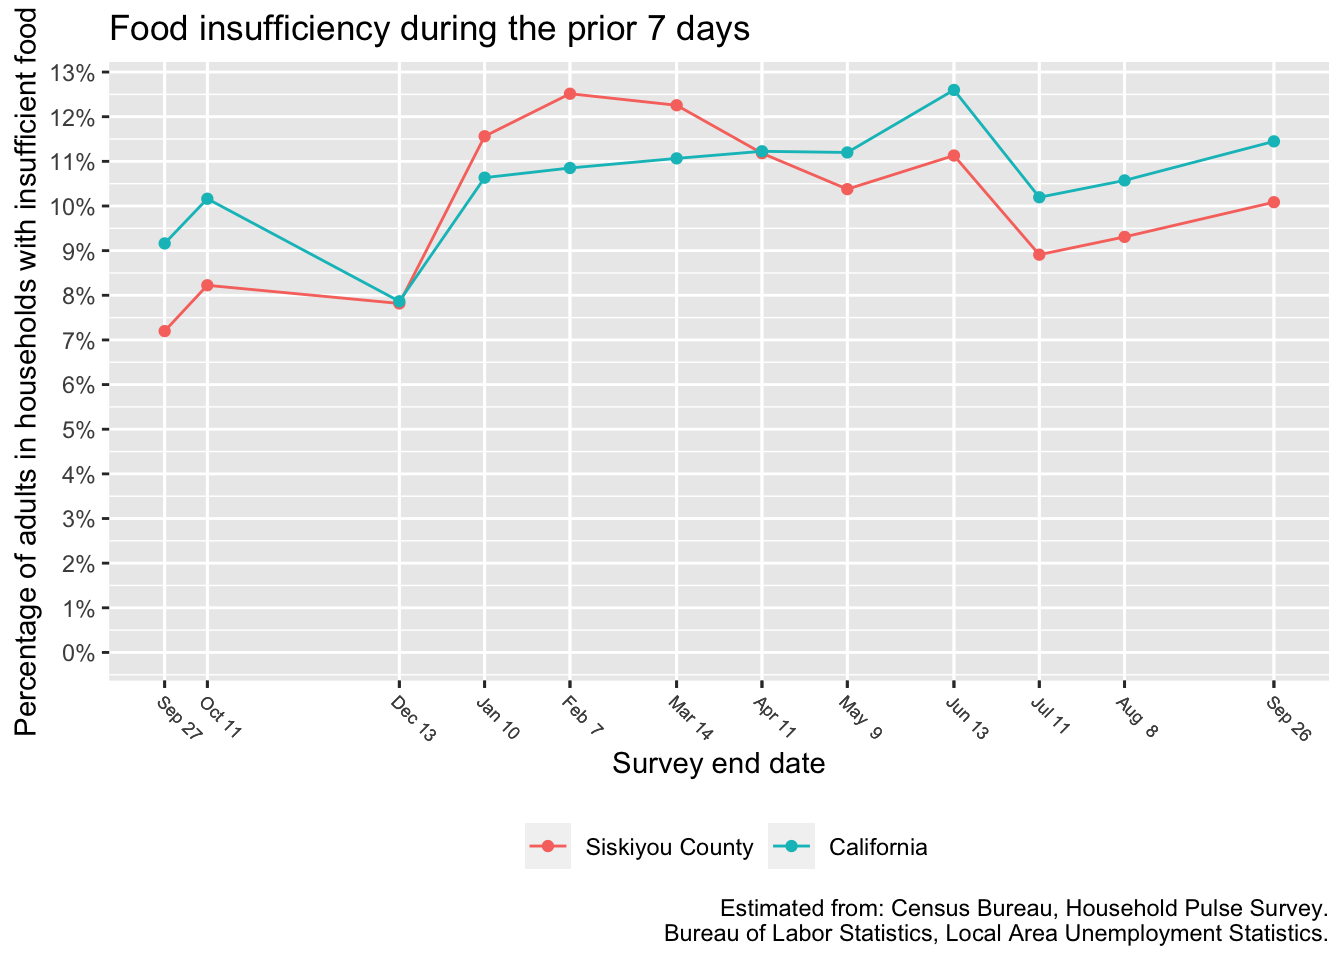 Food insufficiency during the prior 7 days
Percentage of adults in households with insufficient food
13%
12%
11%
10%
9%
8%
7%
6%
5%
4%
3%
2%
1%
0%
Sep 27
Oct 11
Dec 13
Jan 10
Feb 7
Mar 14
Apr 11
May 9
Jun 13
Jul 11
Aug 8
Sep 26
Survey end date
Siskiyou County
California
Estimated from: Census Bureau, Household Pulse Survey.
Bureau of Labor Statistics, Local Area Unemployment Statistics.